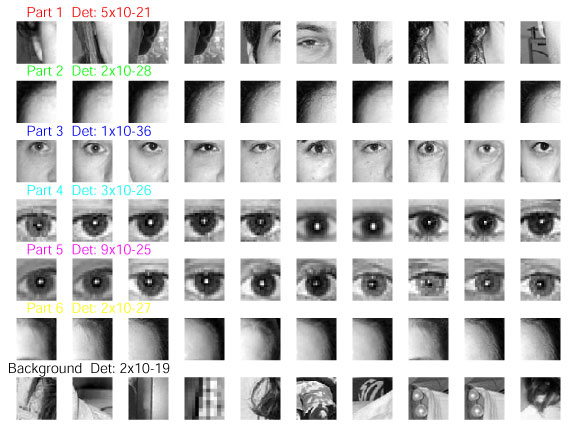 Part 1 Det: 5x10-21
Part 2 Det: 2x10-28
Part 3 Det: 1x10-36
Part 4 Det: 3x10-26
Part 5 Det: 9x10-25
Part 6 Det: 2x10-27
Background Det: 2x10-19